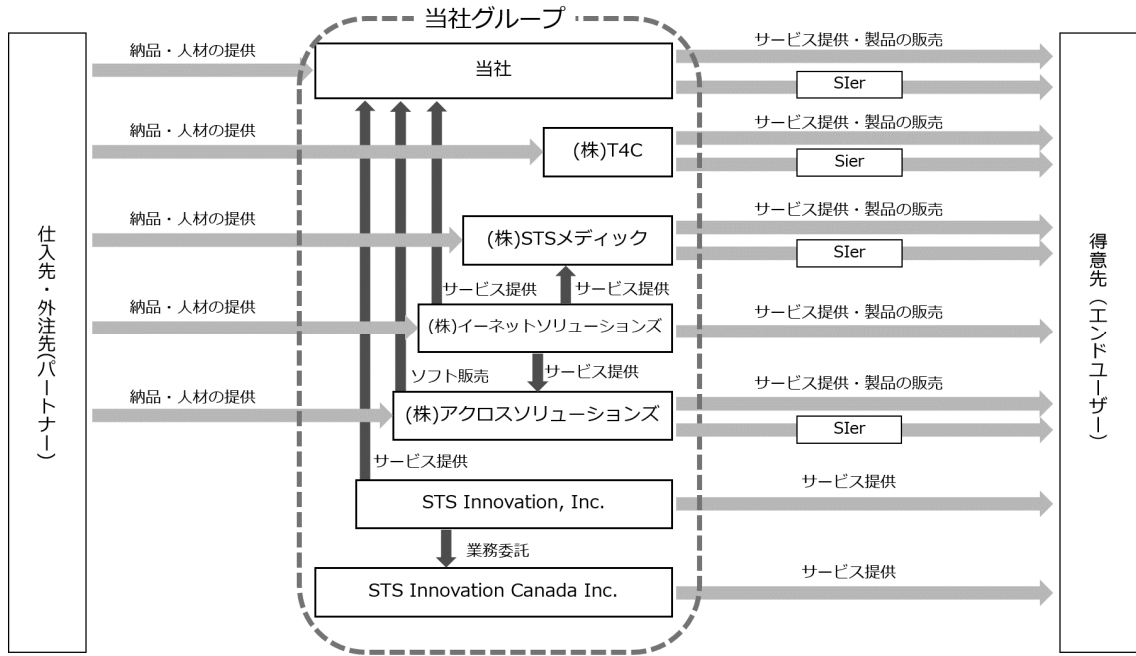 当社グループ
納品・人材の提供
当社
サービス提供・製品の販売
SIer
納品・人材の提供
(株)T4C
サービス提供・製品の販売
Sier
仕入先・外注先(パートナー)
納品・人材の提供
(株)STSメディック
サービス提供・製品の販売
SIer
得意先(エンドユーザー)
サービス提供
サービス提供
納品・人材の提供
(株)イーネットソリューションズ
サービス提供・製品の販売
ソフト販売
サービス提供
納品・人材の提供
(株)アクロスソリューションズ
サービス提供・製品の販売
SIer
サービス提供
STS Innovation, Inc.
サービス提供
業務委託
STS Innovation Canada Inc.
サービス提供